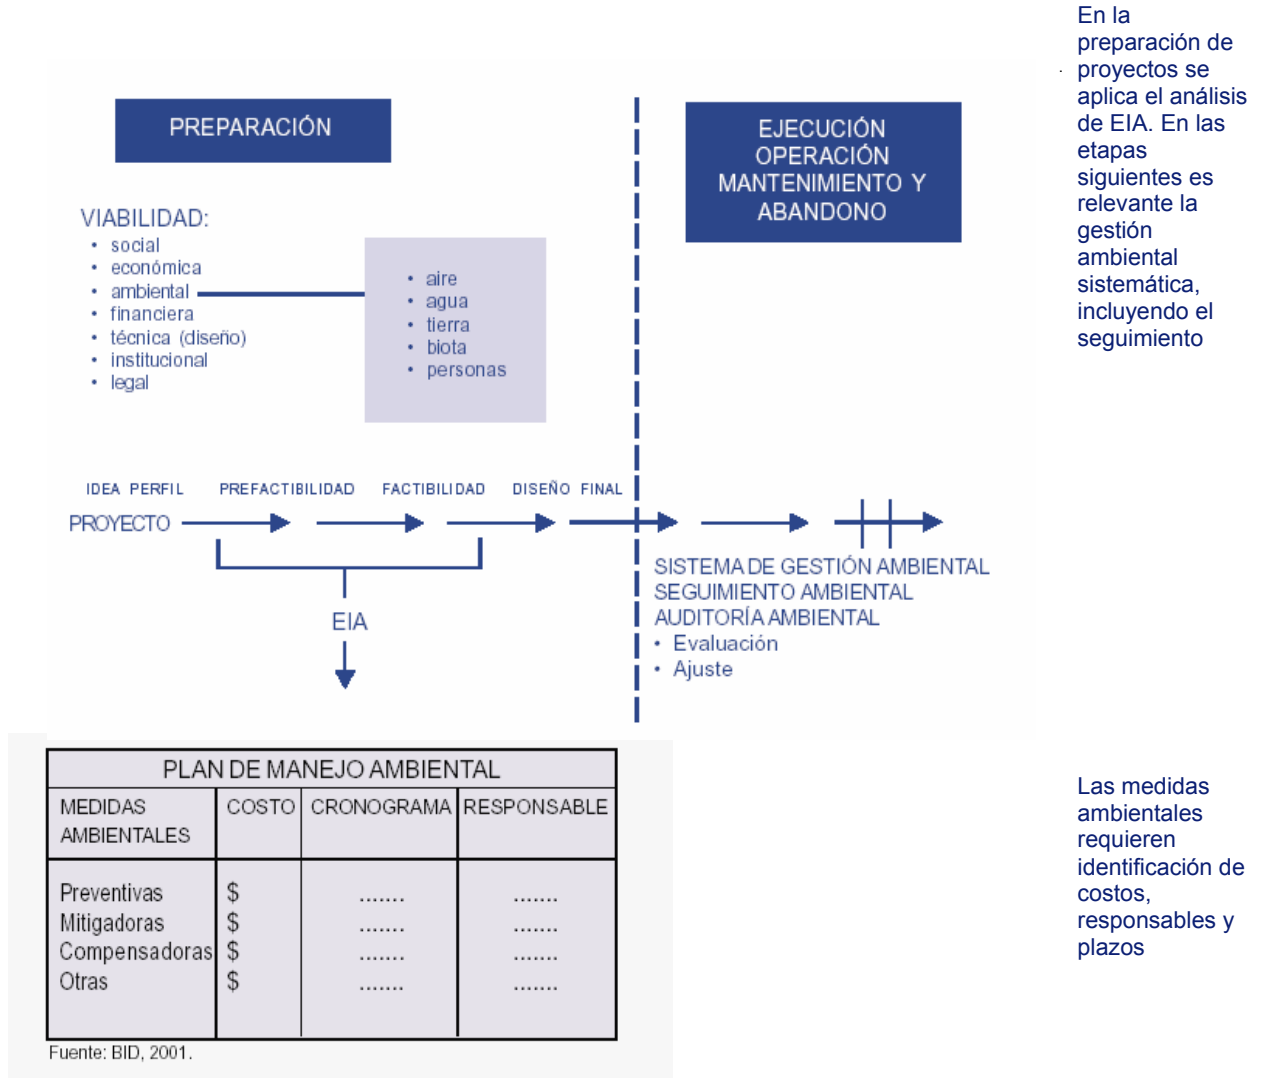 En la
preparación de
proyectos se
aplica el análisis
de EIA. En las
etapas
siguientes es
relevante la
gestión
ambiental
sistemática,
incluyendo el
seguimiento
PREPARACIÓN
EJECUCIÓN
OPERACIÓN
MANTENIMIENTO Y
ABANDONO
VIABILIDAD:
• social
• económica
• ambiental
• financiera
• técnica (diseño)
• institucional
• legal
• aire
• agua
• tierra
• biota
• personas
IDEA PERFIL PREFACTIBILIDAD FACTIBILIDAD DISEÑO FINAL
PROYECTO
EIA
SISTEMA DE GESTIÓN AMBIENTAL
SEGUIMIENTO AMBIENTAL
AUDITORÍA AMBIENTAL
• Evaluación
• Ajuste
PLAN DE MANEJO AMBIENTAL
MEDIDAS AMBIENTALES COSTO CRONOGRAMA RESPONSABLE
Preventivas $ ....... .......
Mitigadoras $ ....... .......
Compensadoras $ ....... .......
Otras $ ....... .......
Fuente: BID, 2001.
Las medidas
ambientales
requieren
identificación de
costos,
responsables y
plazos